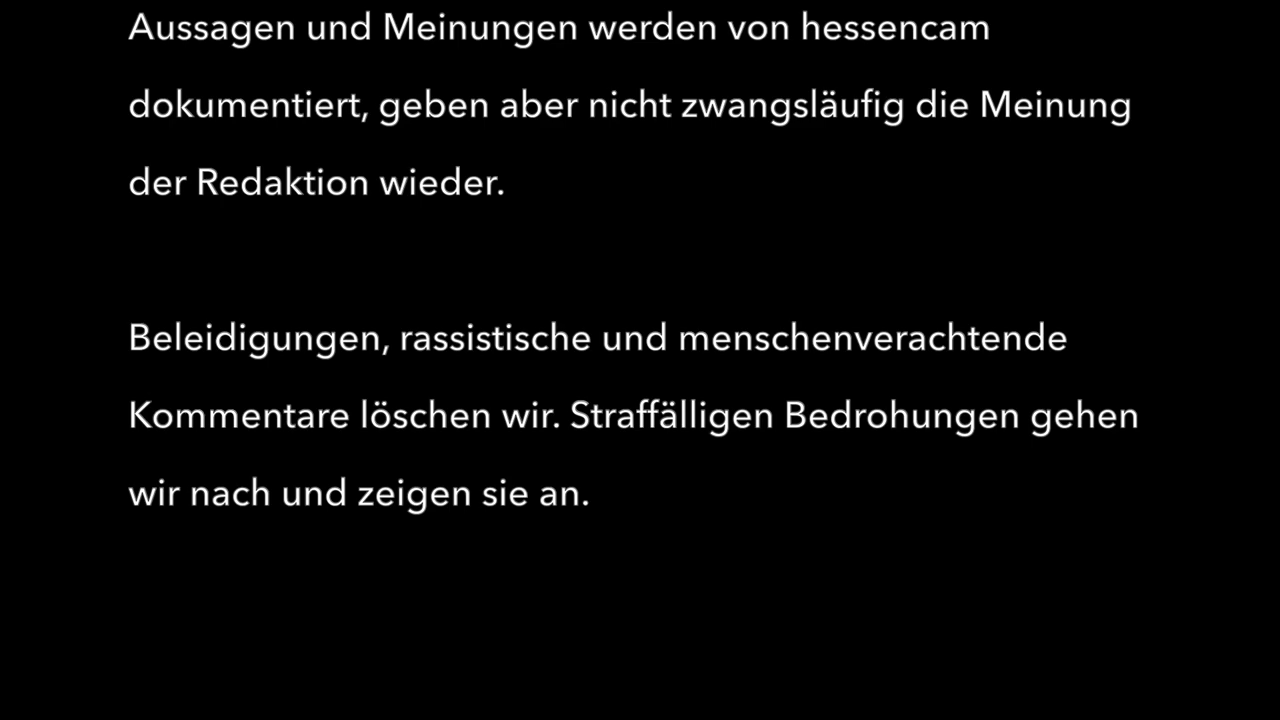 Aussagen und Meinungen werden von hessencam
dokumentiert, geben aber nicht zwangsläufig die Meinung
der Redaktion wieder.
Beleidigungen, rassistische und menschenverachtende
Kommentare löschen wir. Straffälligen Bedrohungen gehen
wir nach und zeigen sie an.